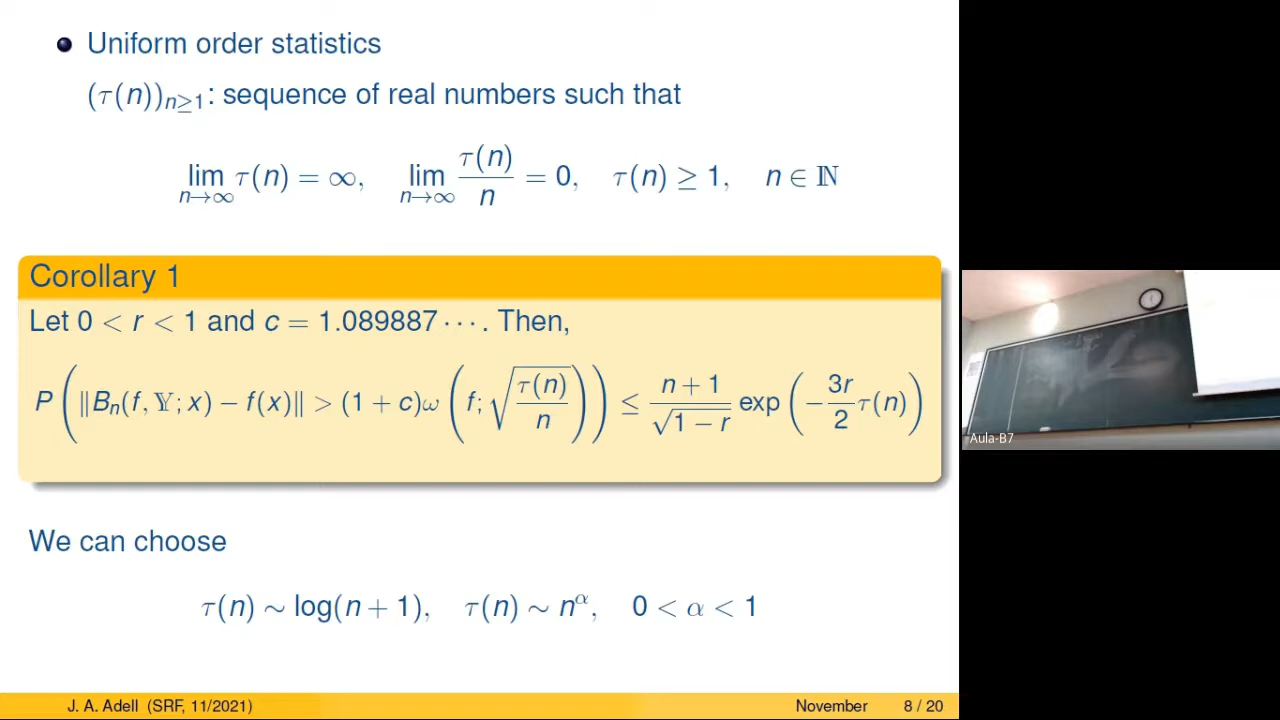 Uniform order statistics
(τ(n))ₙ≥₁: sequence of real numbers such that
lim_{n→∞} τ(n) = ∞, lim_{n→∞} τ(n)/n = 0, τ(n) ≥ 1, n ∈ ℕ
Corollary 1
Let 0 < r < 1 and c = 1.089887⋯. Then,
P(‖Bₙ(f, 𝕐; x) − f(x)‖ > (1 + c)ω(f; √(τ(n)/n))) ≤ (n + 1)/√(1 − r) exp(−(3r/2)τ(n))
We can choose
τ(n) ∼ log(n + 1), τ(n) ∼ n^α, 0 < α < 1
J. A. Adell (SRF, 11/2021) November 8 / 20
Aula-B7